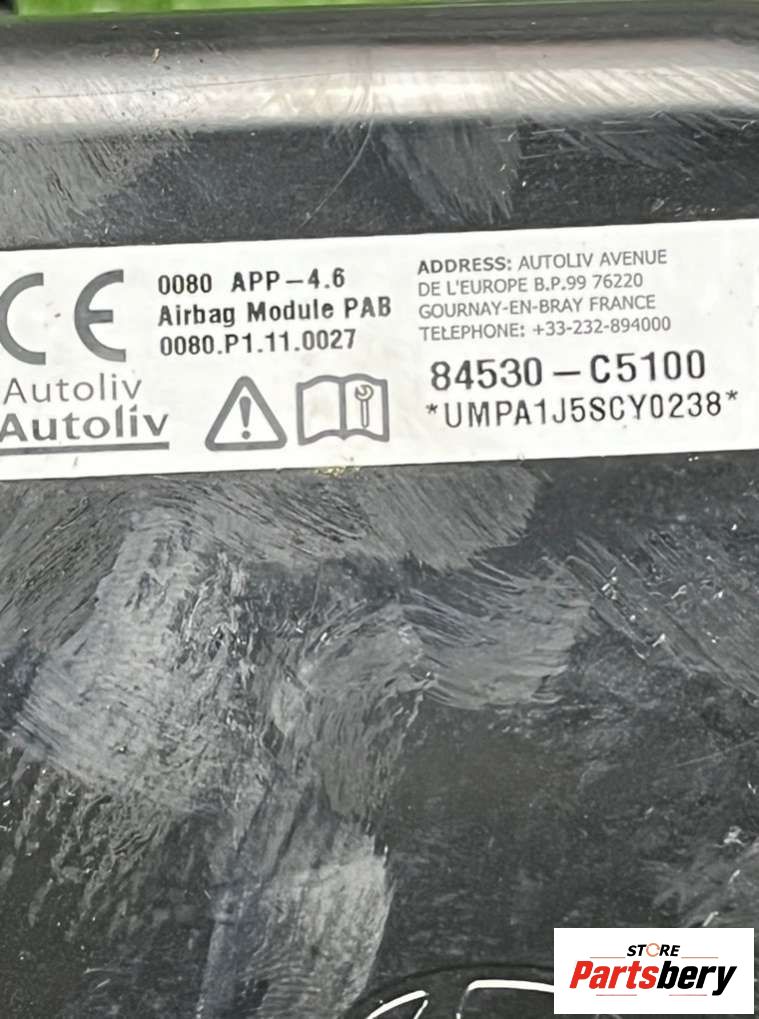 CE
0080 APP-4.6
Airbag Module PAB
0080.P1.11.0027
Autoliv
Autoliv
ADDRESS: AUTOLIV AVENUE
DE L'EUROPE B.P.99 76220
GOURNAY-EN-BRAY FRANCE
TELEPHONE: +33-232-894000
84530-C5100
*UMPA1J5SCY0238*
STORE
Partsbery